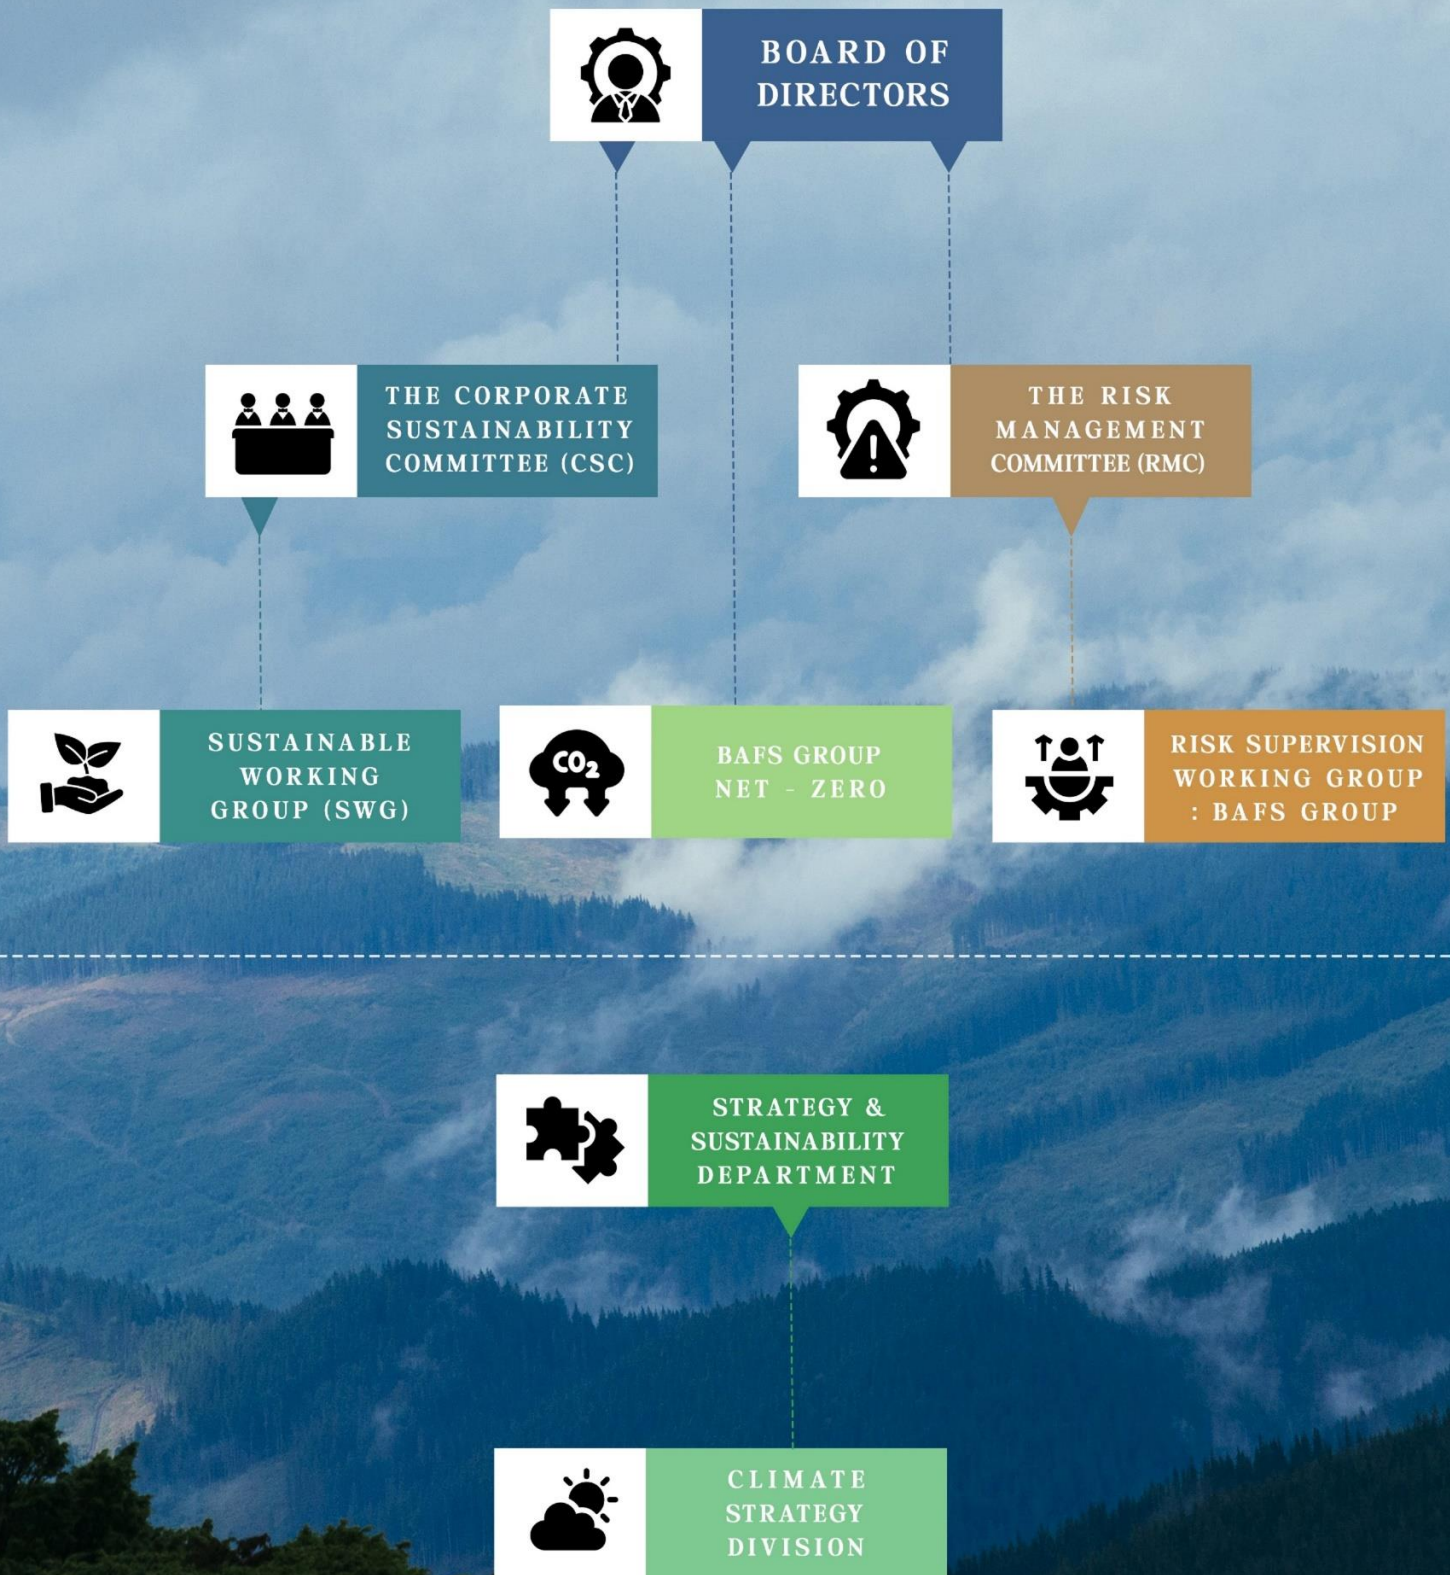 BOARD OF
DIRECTORS
THE CORPORATE
SUSTAINABILITY
COMMITTEE (CSC)
THE RISK
MANAGEMENT
COMMITTEE (RMC)
SUSTAINABLE
WORKING
GROUP (SWG)
CO₂
BAFS GROUP
NET - ZERO
RISK SUPERVISION
WORKING GROUP
: BAFS GROUP
STRATEGY &
SUSTAINABILITY
DEPARTMENT
CLIMATE
STRATEGY
DIVISION